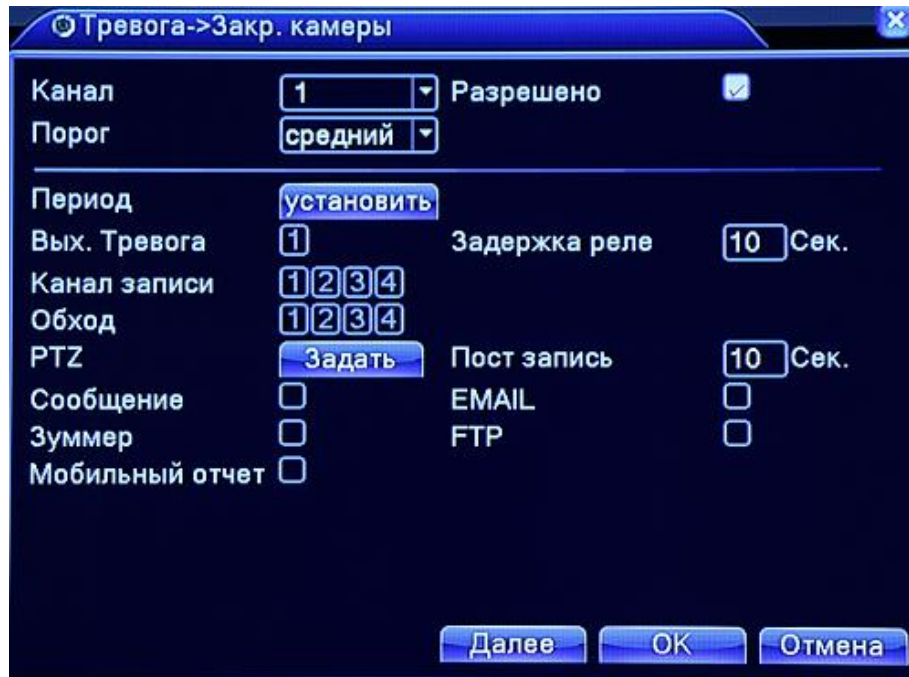 Тревога->Закр. камеры
Канал 1 Разрешено
Порог средний
Период установить
Вых. Тревога 1 Задержка реле 10 Сек.
Канал записи 1 2 3 4
Обход 1 2 3 4
PTZ Задать Пост запись 10 Сек.
Сообщение EMAIL
Зуммер FTP
Мобильный отчет
Далее OK Отмена